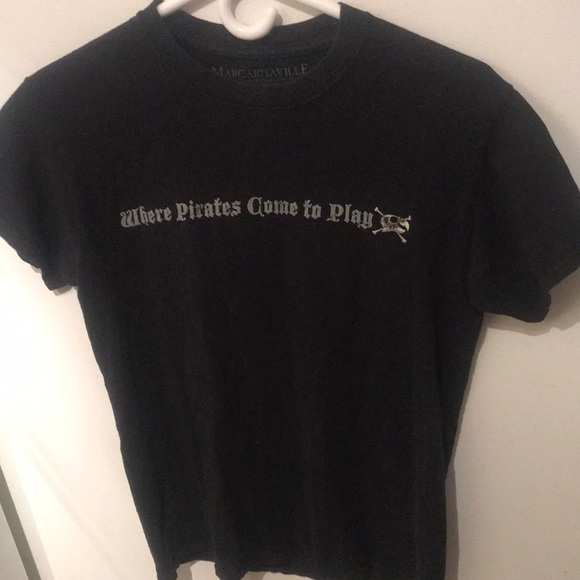 MARGARITAVILLE
Where Pirates Come to Play